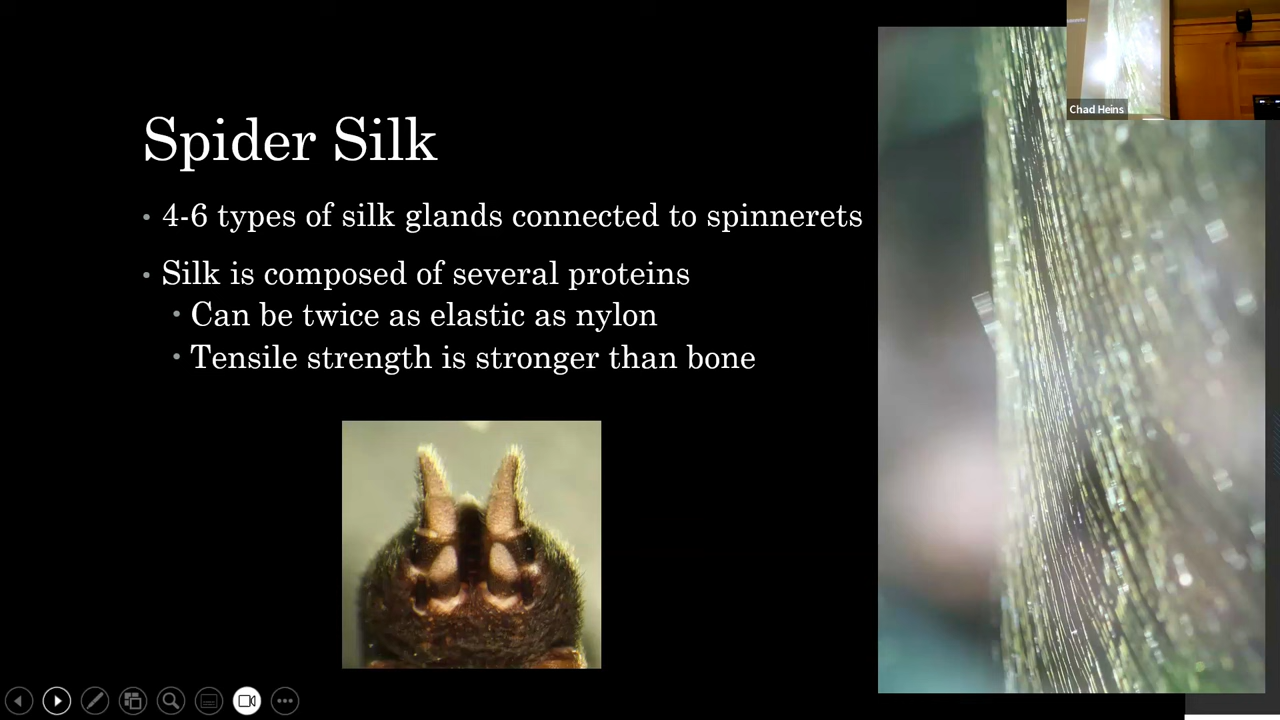 Spider Silk
• 4-6 types of silk glands connected to spinnerets
• Silk is composed of several proteins
• Can be twice as elastic as nylon
• Tensile strength is stronger than bone
Chad Heins